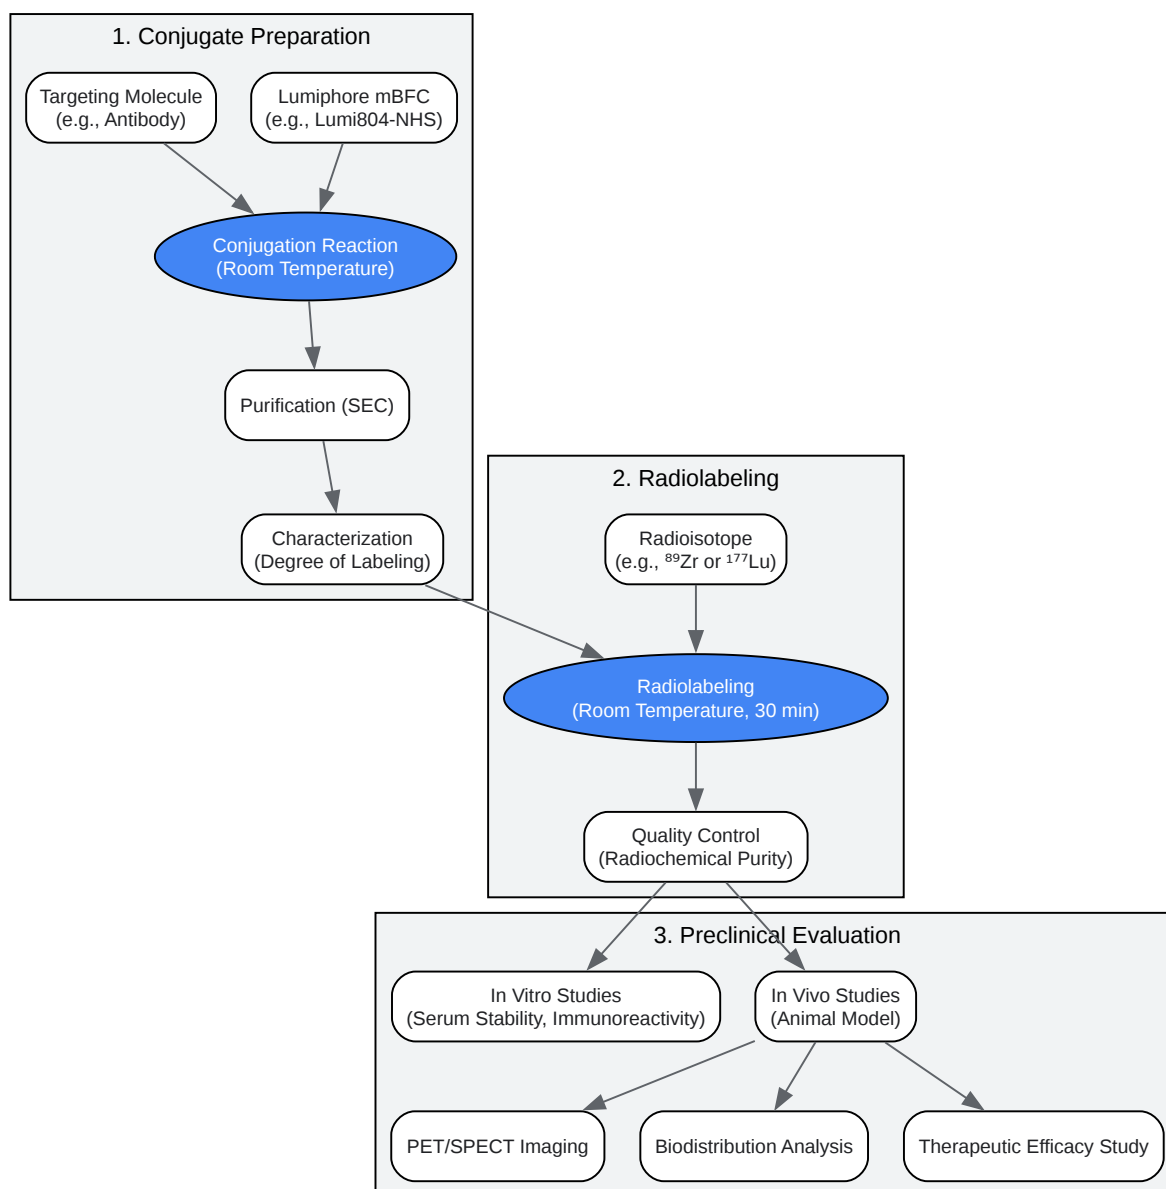 1. Conjugate Preparation
Targeting Molecule
(e.g., Antibody)
Lumiphore mBFC
(e.g., Lumi804-NHS)
Conjugation Reaction
(Room Temperature)
Purification (SEC)
Characterization
(Degree of Labeling)
2. Radiolabeling
Radioisotope
(e.g., ⁸⁹Zr or ¹⁷⁷Lu)
Radiolabeling
(Room Temperature, 30 min)
Quality Control
(Radiochemical Purity)
3. Preclinical Evaluation
In Vitro Studies
(Serum Stability, Immunoreactivity)
In Vivo Studies
(Animal Model)
PET/SPECT Imaging
Biodistribution Analysis
Therapeutic Efficacy Study